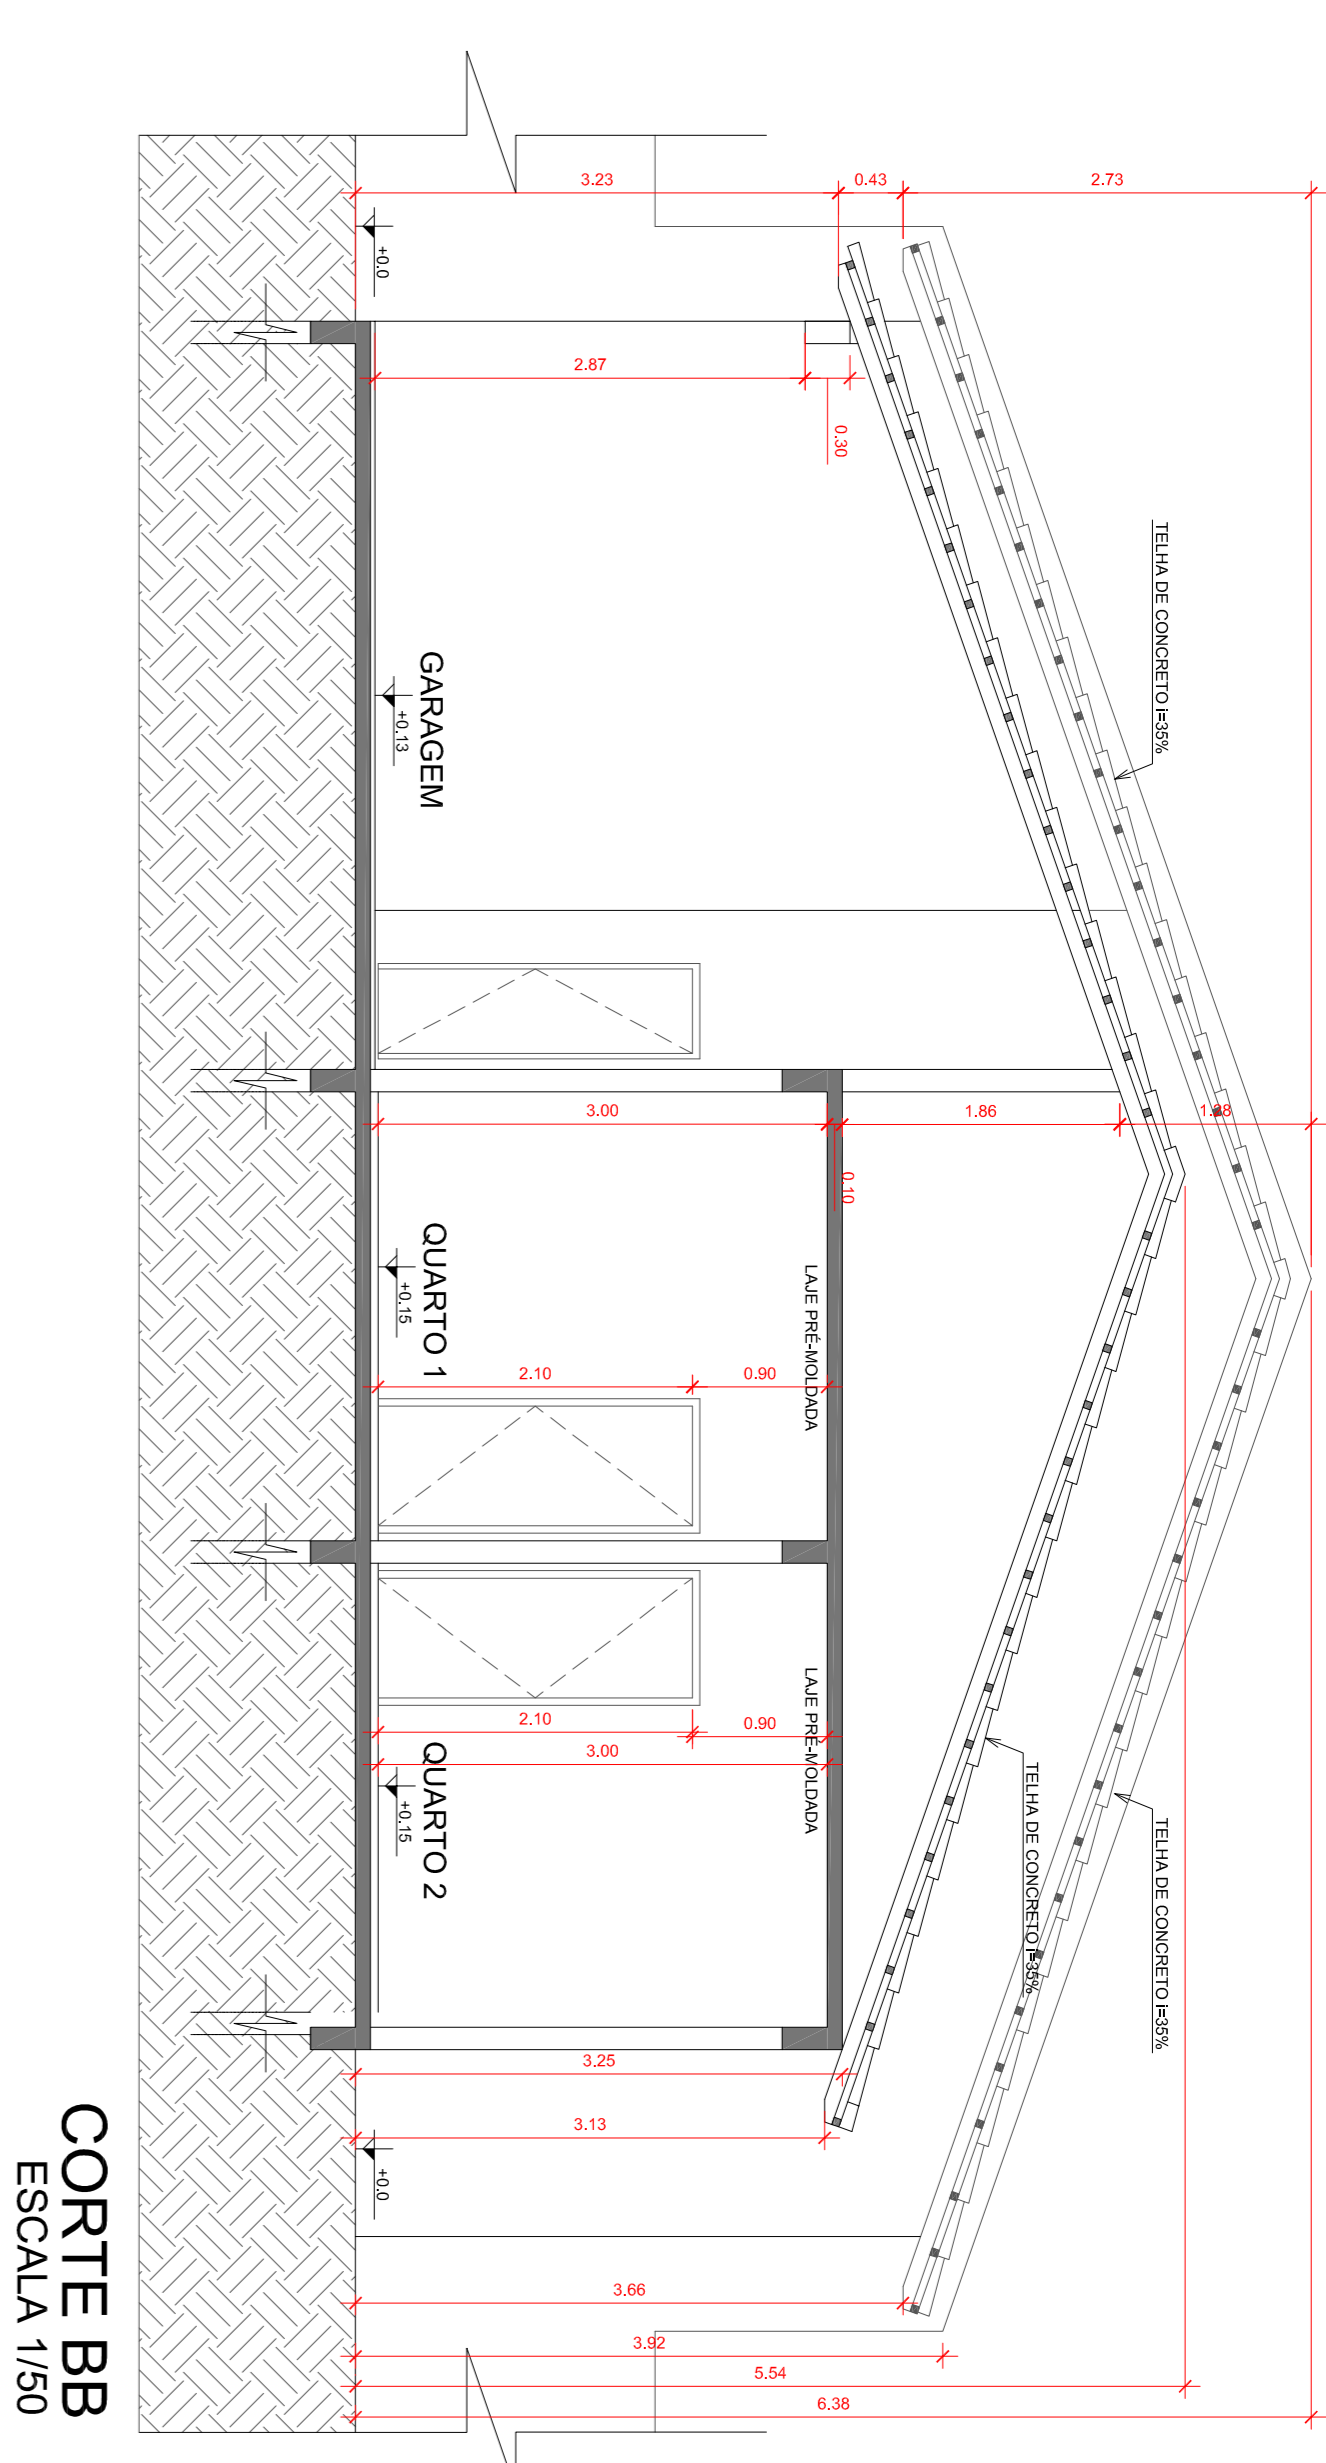 3.23
0.43
2.73
+0.0
2.87
0.30
TELHA DE CONCRETO i=35%
GARAGEM
+0.13
3.00
1.86
0.10
QUARTO 1
+0.15
LAJE PRÉ-MOLDADA
2.10
0.90
LAJE PRÉ-MOLDADA
2.10
0.90
3.00
QUARTO 2
+0.15
TELHA DE CONCRETO i=35%
TELHA DE CONCRETO i=35%
3.25
3.13
+0.0
3.66
3.92
5.54
6.38
CORTE BB
ESCALA 1/50